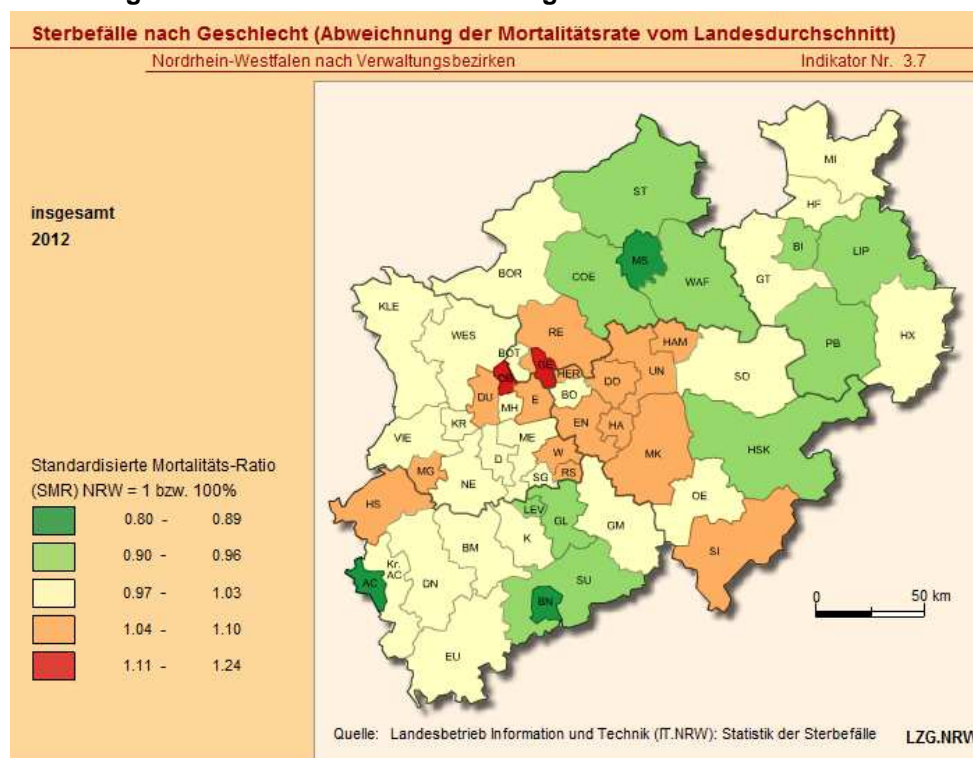 Sterbefälle nach Geschlecht (Abweichnung der Mortalitätsrate vom Landesdurchschnitt)
Nordrhein-Westfalen nach Verwaltungsbezirken Indikator Nr. 3.7
insgesamt
2012
MI
HF
ST
BI
LIP
MS
GT
BOR
COE
WAF
KLE
HX
WES
RE
PB
BOT
HAM
GE
SO
OB
HER
UN
DU
E
BO
DO
MH
KR
EN
HA
ME
VIE
W
MK
HSK
D
MG
RS
NE
SG
OE
HS
LEV
GL
GM
K
BM
SI
Kr.
AC
AC
DN
SU
BN
EU
Standardisierte Mortalitäts-Ratio
(SMR) NRW = 1 bzw. 100%
0.80 - 0.89
0.90 - 0.96
0.97 - 1.03
1.04 - 1.10
1.11 - 1.24
0 50 km
Quelle: Landesbetrieb Information und Technik (IT.NRW): Statistik der Sterbefälle LZG.NRW